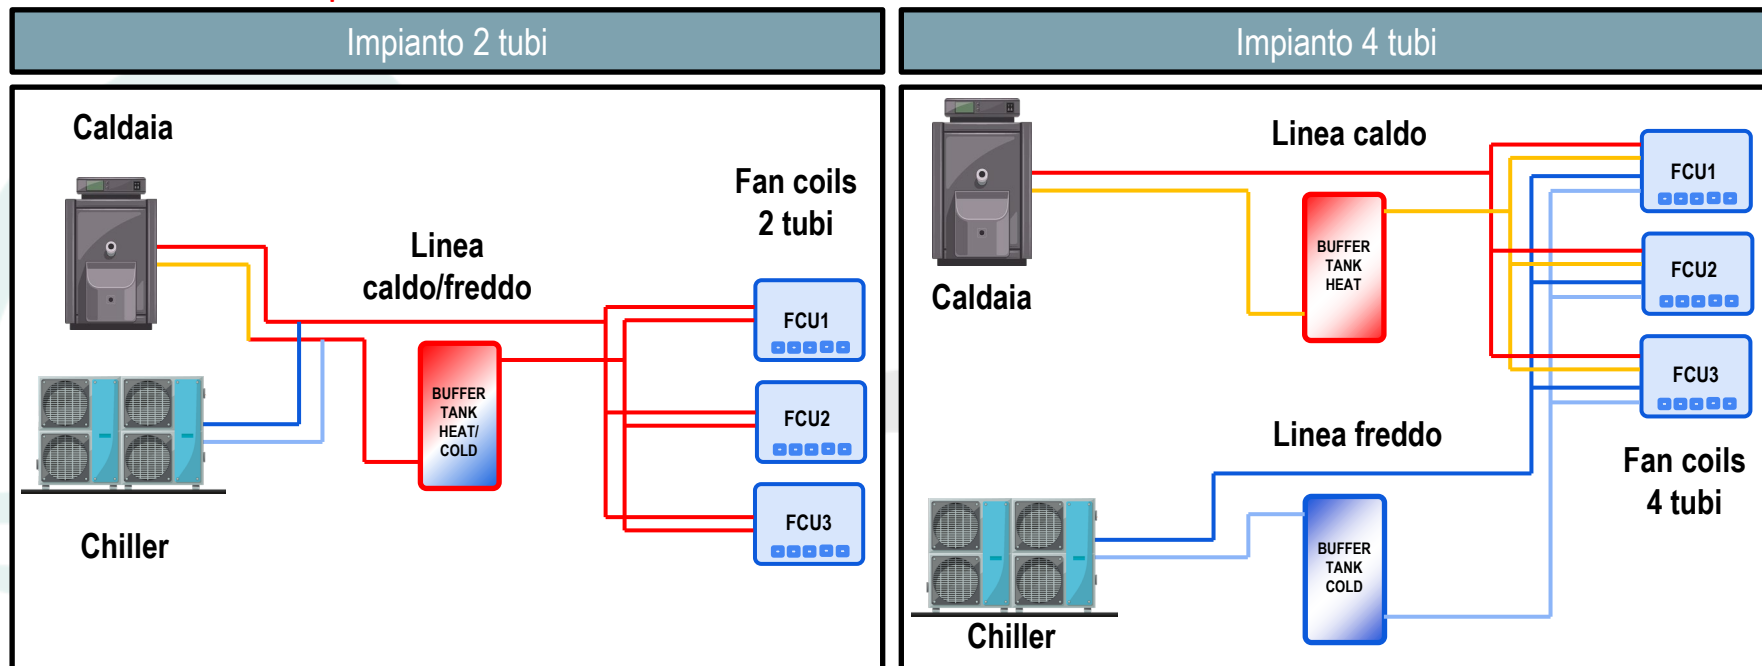 Impianto 2 tubi
Caldaia
Linea
caldo/freddo
Fan coils
2 tubi
BUFFER
TANK
HEAT/
COLD
FCU1
FCU2
FCU3
Chiller
Impianto 4 tubi
Caldaia
Linea caldo
BUFFER
TANK
HEAT
FCU1
FCU2
FCU3
Linea freddo
Fan coils
4 tubi
BUFFER
TANK
COLD
Chiller